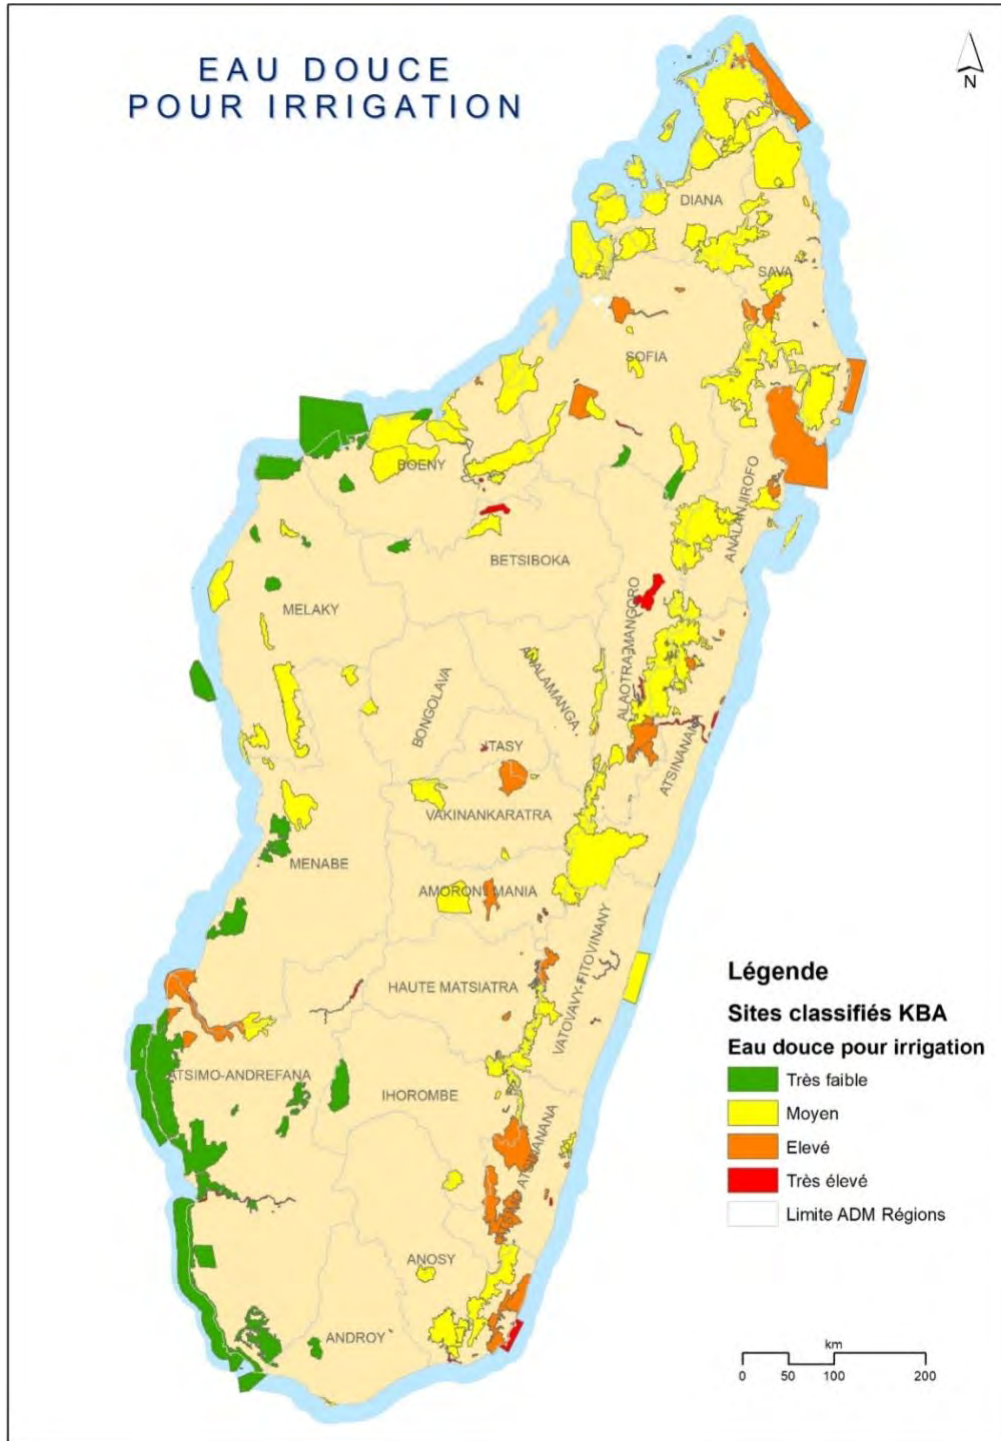 EAU DOUCE
POUR IRRIGATION
N
DIANA
SAVA
SOFIA
BOENY
ANALANJIROFO
BETSIBOKA
MELAKY
ALAOTRA-MANGORO
ANALAMANGA
BONGOLAVA
ITASY
ATSINANANA
VAKINANKARATRA
MENABE
AMORON'I MANIA
VATOVAVY-FITOVINANY
HAUTE MATSIATRA
ATSIMO-ANDREFANA
IHOROMBE
ATSINANANA
ANOSY
ANDROY
Légende
Sites classifiés KBA
Eau douce pour irrigation
Très faible
Moyen
Elevé
Très élevé
Limite ADM Régions
km
0 50 100 200